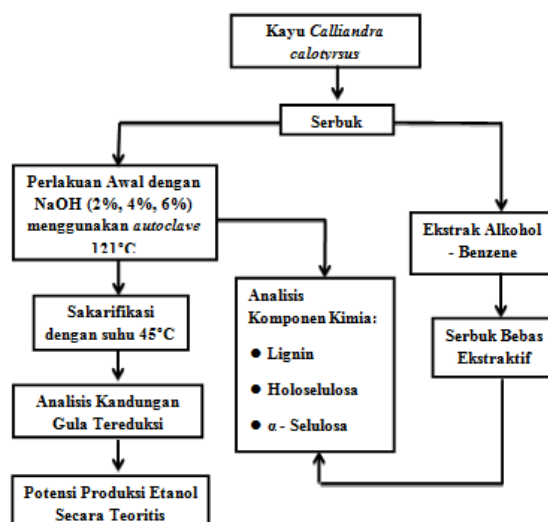 Kayu Calliandra
calotyrsus
Serbuk
Perlakuan Awal dengan
NaOH (2%, 4%, 6%)
menggunakan autoclave
121°C
Ekstrak Alkohol
- Benzene
Sakarifikasi
dengan suhu 45°C
Analisis
Komponen Kimia:
● Lignin
● Holoselulosa
● α - Selulosa
Serbuk Bebas
Ekstraktif
Analisis Kandungan
Gula Tereduksi
Potensi Produksi Etanol
Secara Teoritis